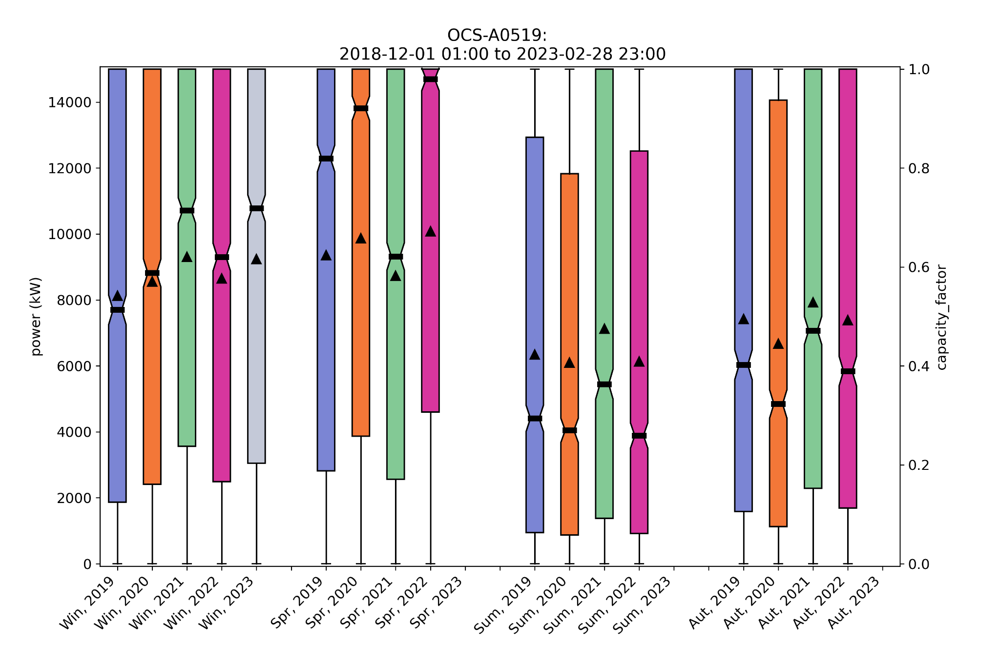 OCS-A0519:
2018-12-01 01:00 to 2023-02-28 23:00
power (kW)
14000
12000
10000
8000
6000
4000
2000
0
1.0
0.8
0.6
0.4
0.2
0.0
capacity_factor
Win, 2019
Win, 2020
Win, 2021
Win, 2022
Win, 2023
Spr, 2019
Spr, 2020
Spr, 2021
Spr, 2022
Spr, 2023
Sum, 2019
Sum, 2020
Sum, 2021
Sum, 2022
Sum, 2023
Aut, 2019
Aut, 2020
Aut, 2021
Aut, 2022
Aut, 2023